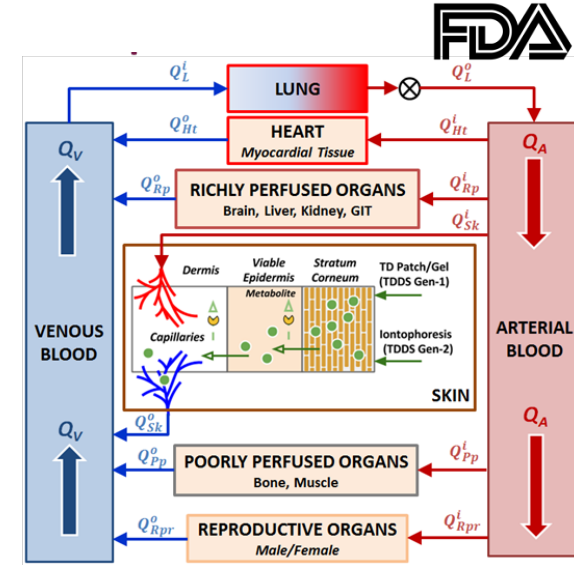 FDA
Q_L^i
LUNG
Q_L^o
Q_Ht^o
HEART
Myocardial Tissue
Q_Ht^i
Q_V
Q_A
Q_Rp^o
RICHLY PERFUSED ORGANS
Brain, Liver, Kidney, GIT
Q_Rp^i
Q_Sk^i
Dermis
Viable
Epidermis
Stratum
Corneum
TD Patch/Gel
(TDDS Gen-1)
Metabolite
Capillaries
Iontophoresis
(TDDS Gen-2)
SKIN
VENOUS
BLOOD
ARTERIAL
BLOOD
Q_V
Q_A
Q_Sk^o
Q_Pp^o
POORLY PERFUSED ORGANS
Bone, Muscle
Q_Pp^i
Q_Rpr^o
REPRODUCTIVE ORGANS
Male/Female
Q_Rpr^i